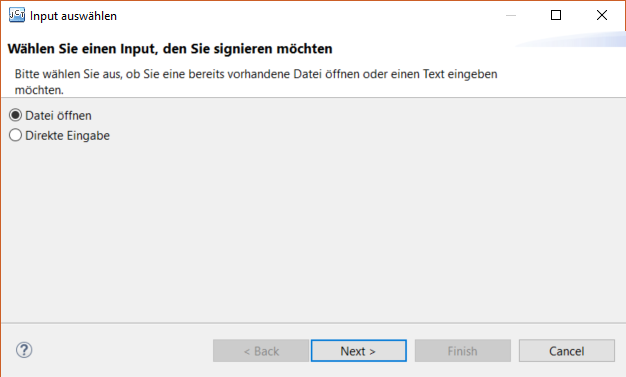 JCT Input auswählen
Wählen Sie einen Input, den Sie signieren möchten
Bitte wählen Sie aus, ob Sie eine bereits vorhandene Datei öffnen oder einen Text eingeben
möchten.
Datei öffnen
Direkte Eingabe
? < Back Next > Finish Cancel